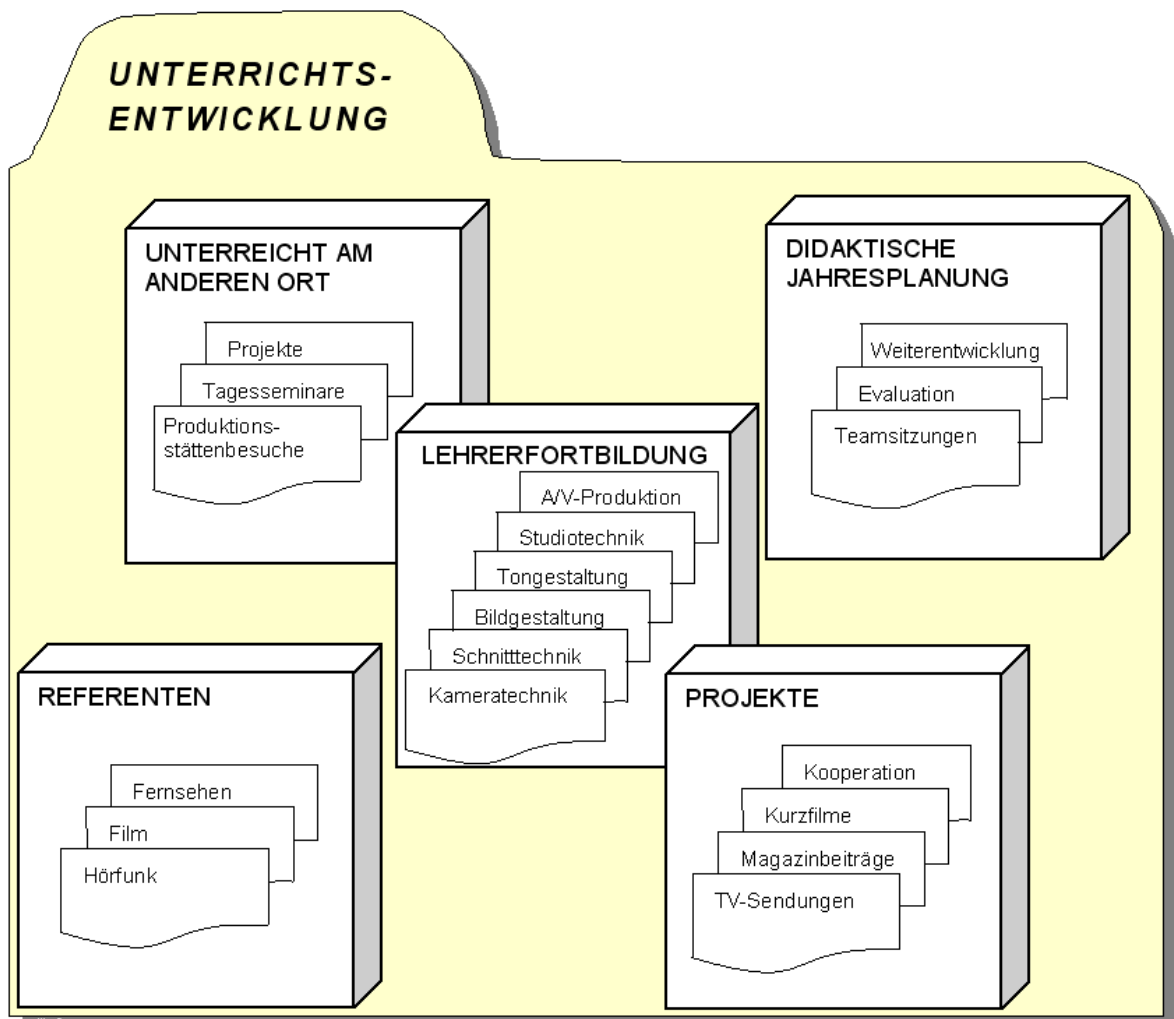 UNTERRICHTS-
ENTWICKLUNG
UNTERREICHT AM
ANDEREN ORT
Projekte
Tagesseminare
Produktions-
stättenbesuche
DIDAKTISCHE
JAHRESPLANUNG
Weiterentwicklung
Evaluation
Teamsitzungen
LEHRERFORTBILDUNG
A/V-Produktion
Studiotechnik
Tongestaltung
Bildgestaltung
Schnitttechnik
Kameratechnik
REFERENTEN
Fernsehen
Film
Hörfunk
PROJEKTE
Kooperation
Kurzfilme
Magazinbeiträge
TV-Sendungen